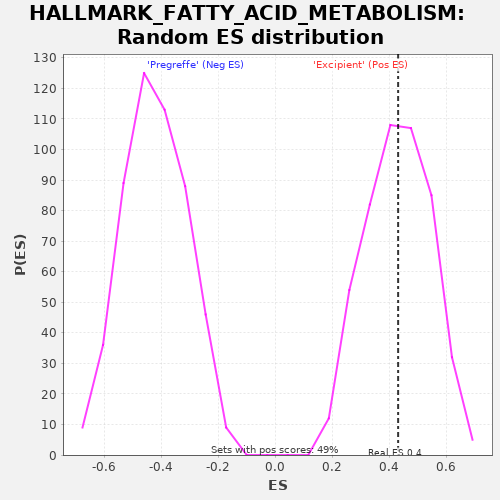 HALLMARK_FATTY_ACID_METABOLISM:
Random ES distribution
'Pregreffe' (Neg ES)
'Excipient' (Pos ES)
130
120
110
100
90
80
70
60
50
40
30
20
10
0
P(ES)
Sets with pos scores: 49%
Real ES 0.4
-0.6 -0.4 -0.2 0.0 0.2 0.4 0.6
ES